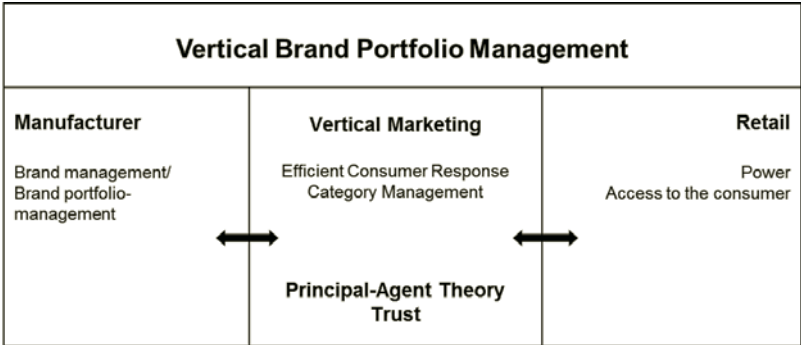 Vertical Brand Portfolio Management
Manufacturer
Brand management/
Brand portfolio-
management
Vertical Marketing
Efficient Consumer Response
Category Management
Principal-Agent Theory
Trust
Retail
Power
Access to the consumer